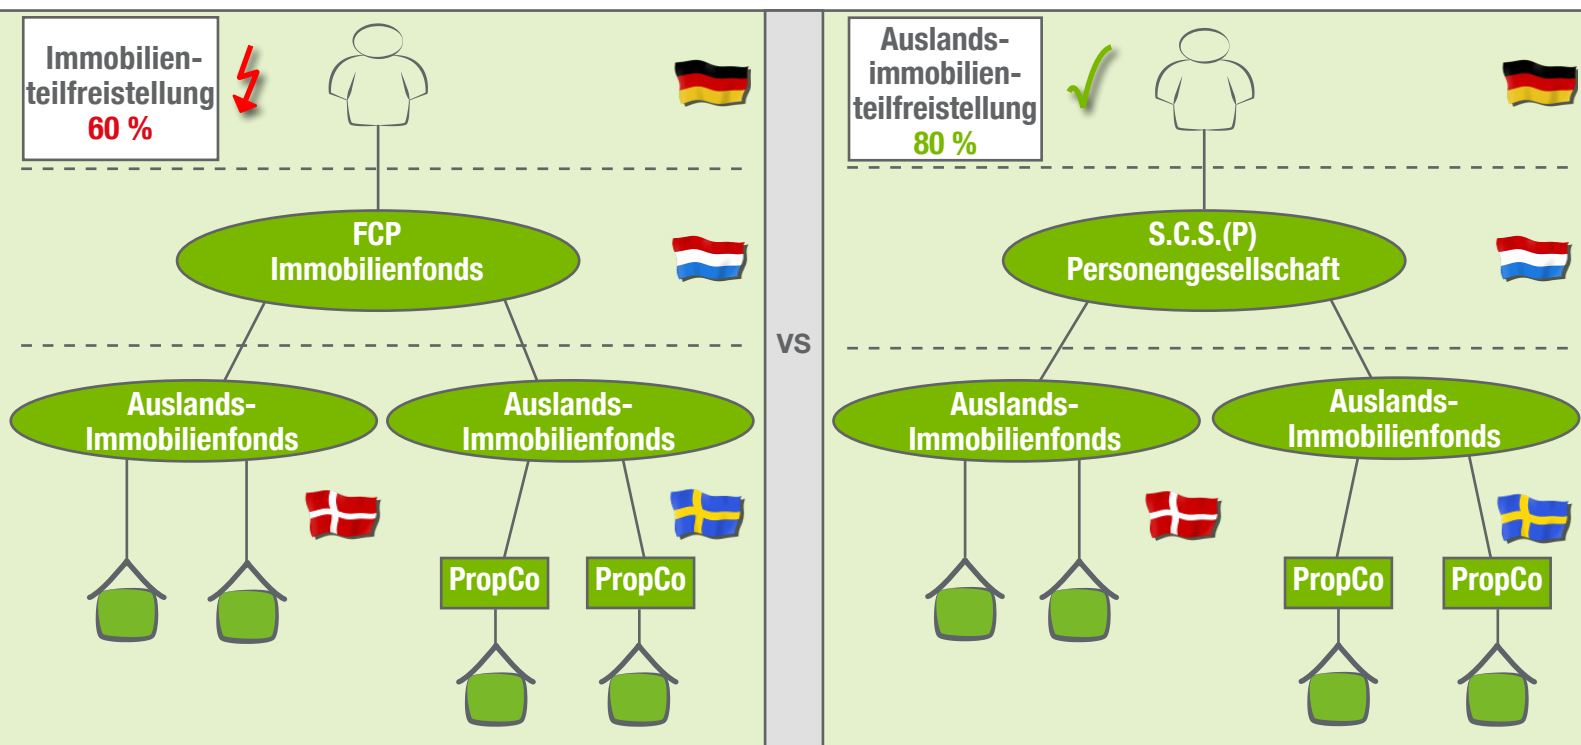 Immobilien-
teilfreistellung
60 %
FCP
Immobilienfonds
Auslands-
Immobilienfonds
Auslands-
Immobilienfonds
PropCo
PropCo
vs
Auslands-
immobilien-
teilfreistellung
80 %
S.C.S.(P)
Personengesellschaft
Auslands-
Immobilienfonds
Auslands-
Immobilienfonds
PropCo
PropCo